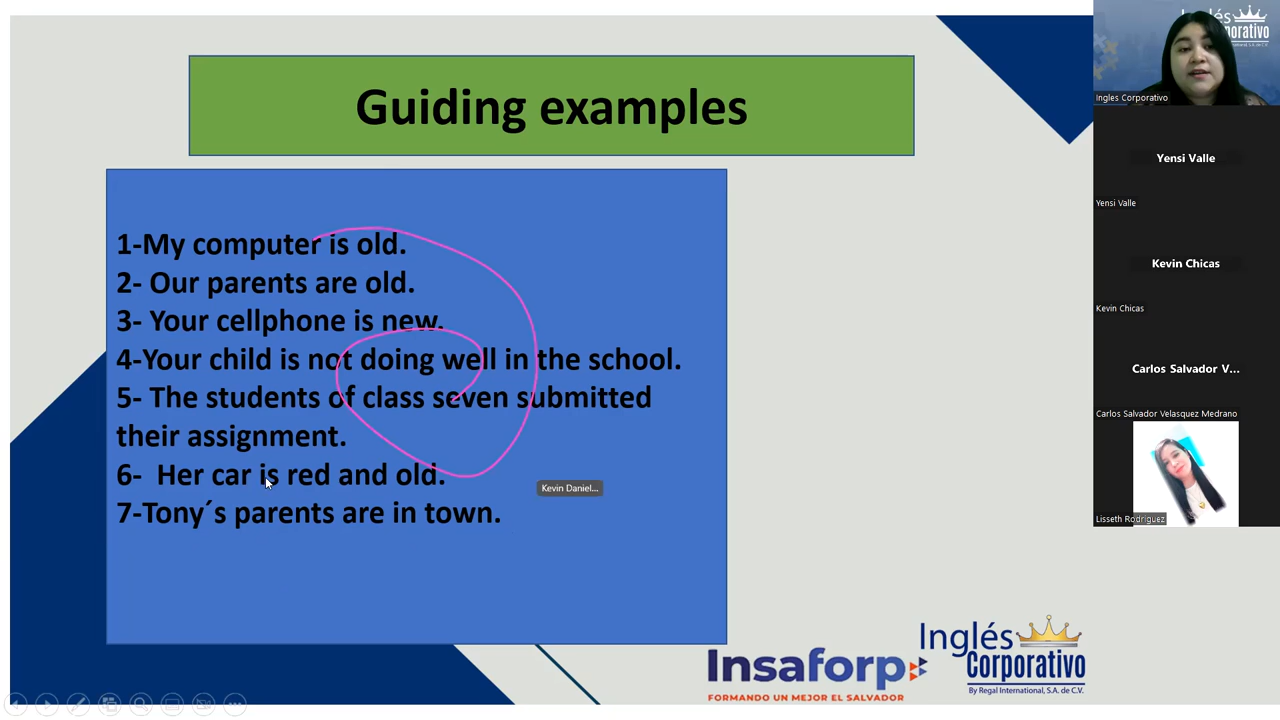 Guiding examples
1-My computer is old.
2- Our parents are old.
3- Your cellphone is new.
4-Your child is not doing well in the school.
5- The students of class seven submitted
their assignment.
6-  Her car is red and old.
7-Tony´s parents are in town.
Kevin Daniel...
Insaforp
FORMANDO UN MEJOR EL SALVADOR
Inglés
Corporativo
By Regal International, S.A. de C.V.
Inglés
Ingles Corporativo
Yensi Valle
Yensi Valle
Kevin Chicas
Kevin Chicas
Carlos Salvador V...
Carlos Salvador Velasquez Medrano
Lisseth Rodriguez